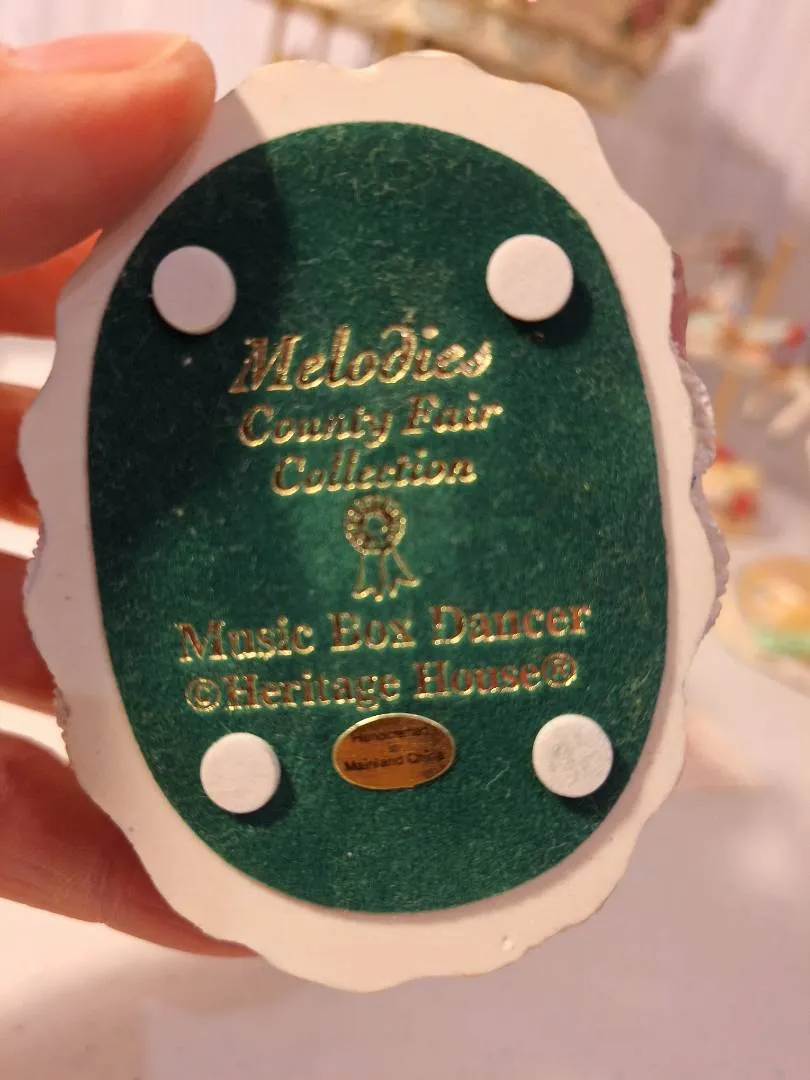 Melodies
County Fair
Collection
Music Box Dancer
©Heritage House®
Handcrafted
in
Mainland China